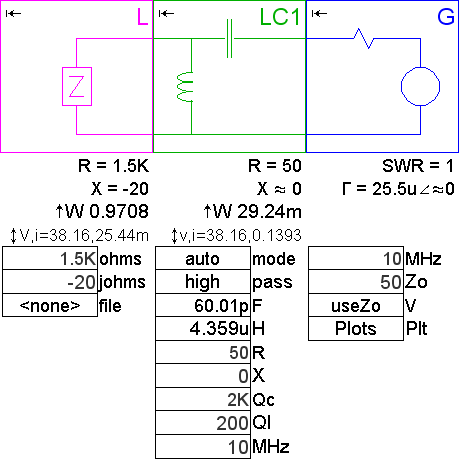 L LC1 G
Z
R = 1.5K R = 50 SWR = 1
X = -20 X ≈ 0 Γ = 25.5u∠≈0
↑W 0.9708 ↑W 29.24m
↕V,i=38.16,25.44m ↕v,i=38.16,0.1393
1.5K ohms auto mode 10 MHz
-20 johms high pass 50 Zo
<none> file 60.01p F useZo V
4.359u H Plots Plt
50 R
0 X
2K Qc
200 Ql
10 MHz